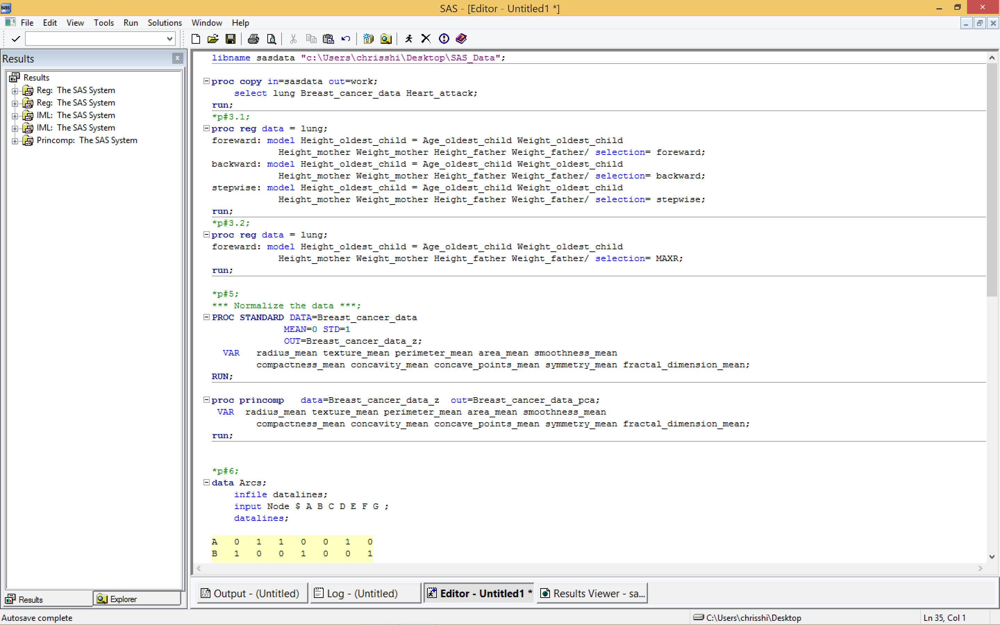 sas
SAS - [Editor - Untitled1 *]
File Edit View Tools Run Solutions Window Help
Results
Results
Reg: The SAS System
Reg: The SAS System
IML: The SAS System
IML: The SAS System
Princomp: The SAS System
libname sasdata "c:\Users\chrisshi\Desktop\SAS_Data";
proc copy in=sasdata out=work;
select lung Breast_cancer_data Heart_attack;
run;
*p#3.1;
proc reg data = lung;
foreward: model Height_oldest_child = Age_oldest_child Weight_oldest_child
Height_mother Weight_mother Height_father Weight_father/ selection= foreward;
backward: model Height_oldest_child = Age_oldest_child Weight_oldest_child
Height_mother Weight_mother Height_father Weight_father/ selection= backward;
stepwise: model Height_oldest_child = Age_oldest_child Weight_oldest_child
Height_mother Weight_mother Height_father Weight_father/ selection= stepwise;
run;
*p#3.2;
proc reg data = lung;
foreward: model Height_oldest_child = Age_oldest_child Weight_oldest_child
Height_mother Weight_mother Height_father Weight_father/ selection= MAXR;
run;
*p#5;
*** Normalize the data ***;
PROC STANDARD DATA=Breast_cancer_data
MEAN=0 STD=1
OUT=Breast_cancer_data_z;
VAR radius_mean texture_mean perimeter_mean area_mean smoothness_mean
compactness_mean concavity_mean concave_points_mean symmetry_mean fractal_dimension_mean;
RUN;
proc princomp data=Breast_cancer_data_z out=Breast_cancer_data_pca;
VAR radius_mean texture_mean perimeter_mean area_mean smoothness_mean
compactness_mean concavity_mean concave_points_mean symmetry_mean fractal_dimension_mean;
run;
*p#6;
data Arcs;
infile datalines;
input Node $ A B C D E F G ;
datalines;
A 0 1 1 0 0 1 0
B 1 0 0 1 0 0 1
Results Explorer
Output - (Untitled) Log - (Untitled) Editor - Untitled1 * Results Viewer - sa...
Autosave complete C:\Users\chrisshi\Desktop Ln 35, Col 1